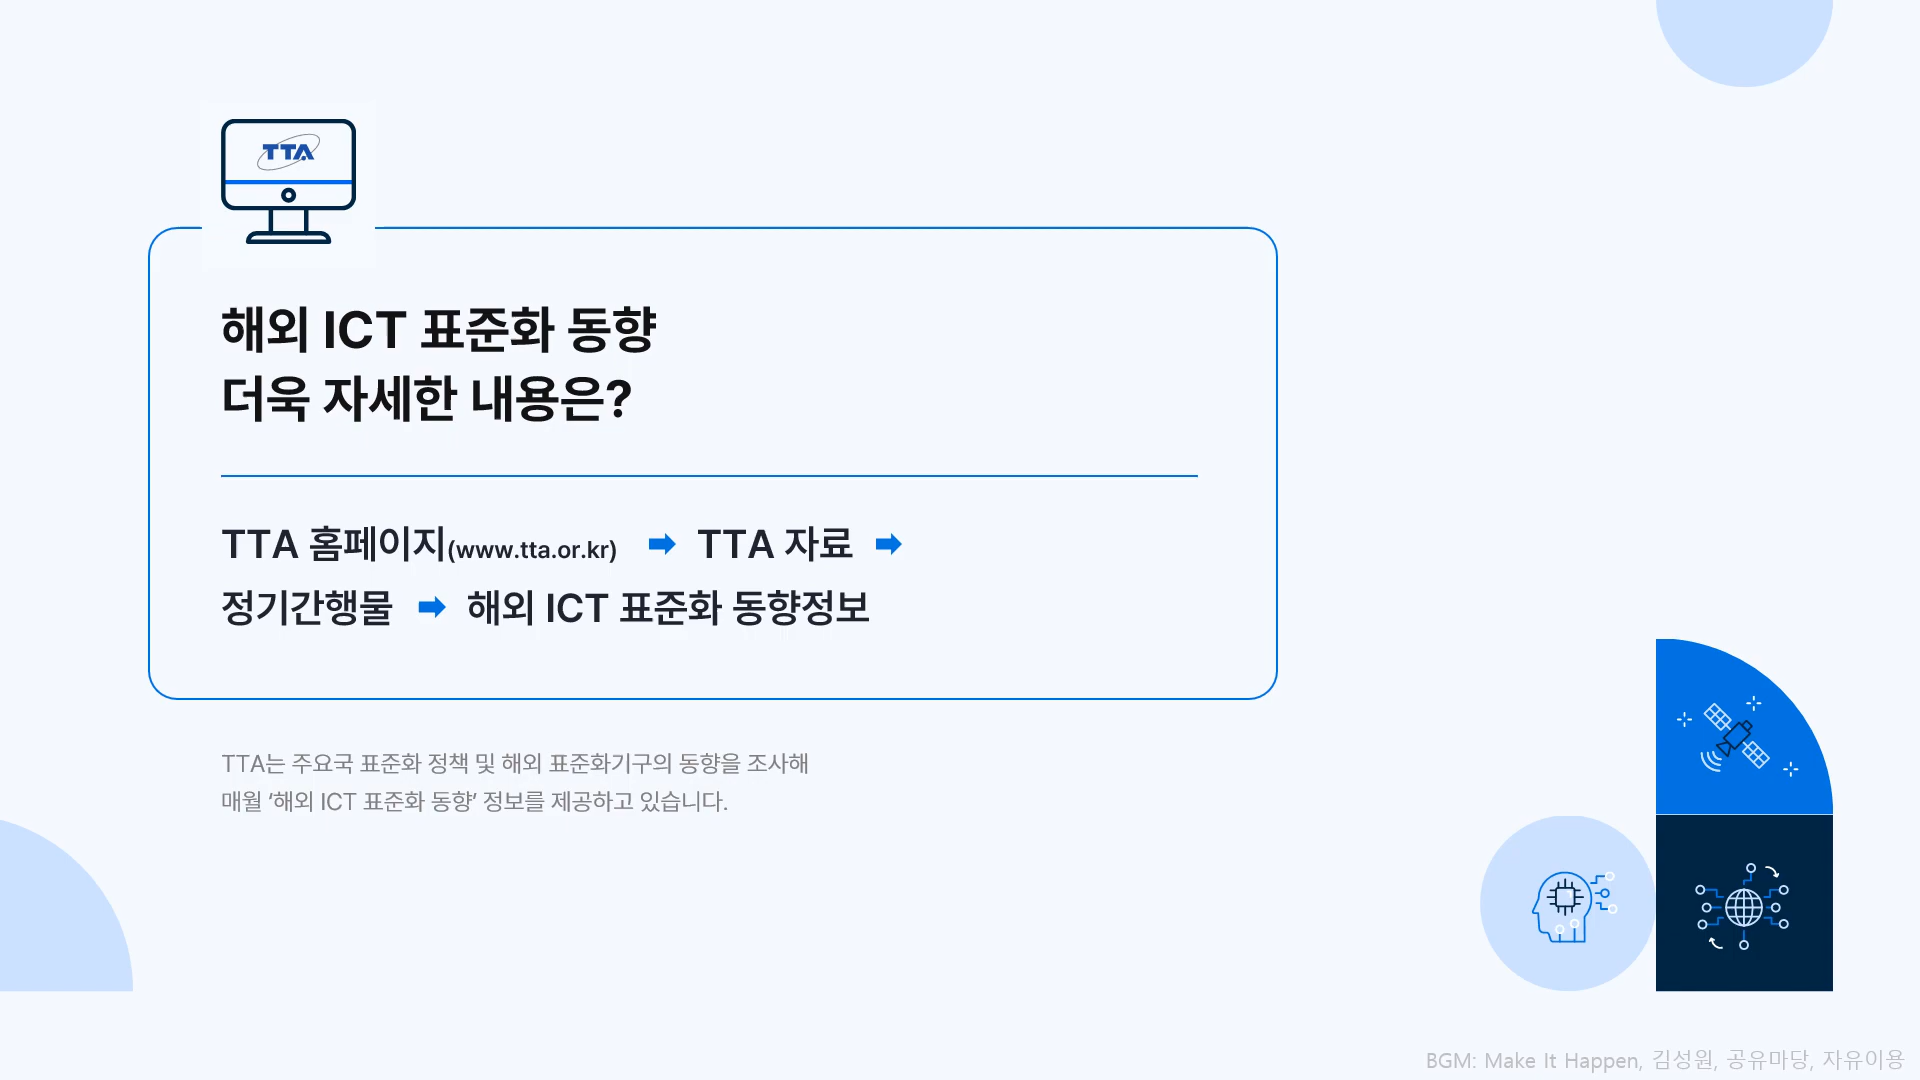 TTA
해외 ICT 표준화 동향
더욱 자세한 내용은?
TTA 홈페이지(www.tta.or.kr) ➡ TTA 자료 ➡
정기간행물 ➡ 해외 ICT 표준화 동향정보
TTA는 주요국 표준화 정책 및 해외 표준화기구의 동향을 조사해
매월 ‘해외 ICT 표준화 동향’ 정보를 제공하고 있습니다.
BGM: Make It Happen, 김성원, 공유마당, 자유이용